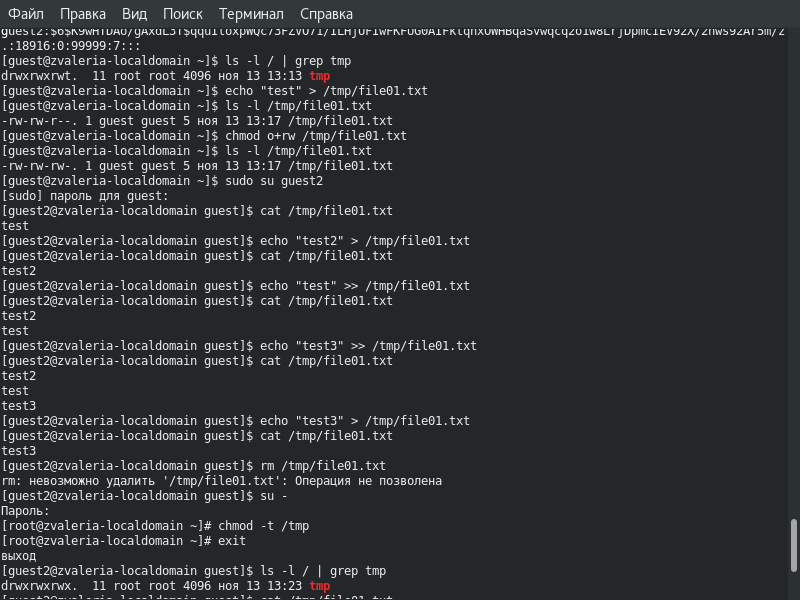 Файл Правка Вид Поиск Терминал Справка
.:18916:0:99999:7:::
[guest@zvaleria-localdomain ~]$ ls -l / | grep tmp
drwxrwxrwt.  11 root root 4096 ноя 13 13:13 tmp
[guest@zvaleria-localdomain ~]$ echo "test" > /tmp/file01.txt
[guest@zvaleria-localdomain ~]$ ls -l /tmp/file01.txt
-rw-rw-r--. 1 guest guest 5 ноя 13 13:17 /tmp/file01.txt
[guest@zvaleria-localdomain ~]$ chmod o+rw /tmp/file01.txt
[guest@zvaleria-localdomain ~]$ ls -l /tmp/file01.txt
-rw-rw-rw-. 1 guest guest 5 ноя 13 13:17 /tmp/file01.txt
[guest@zvaleria-localdomain ~]$ sudo su guest2
[sudo] пароль для guest:
[guest2@zvaleria-localdomain guest]$ cat /tmp/file01.txt
test
[guest2@zvaleria-localdomain guest]$ echo "test2" > /tmp/file01.txt
[guest2@zvaleria-localdomain guest]$ cat /tmp/file01.txt
test2
[guest2@zvaleria-localdomain guest]$ echo "test" >> /tmp/file01.txt
[guest2@zvaleria-localdomain guest]$ cat /tmp/file01.txt
test2
test
[guest2@zvaleria-localdomain guest]$ echo "test3" >> /tmp/file01.txt
[guest2@zvaleria-localdomain guest]$ cat /tmp/file01.txt
test2
test
test3
[guest2@zvaleria-localdomain guest]$ echo "test3" > /tmp/file01.txt
[guest2@zvaleria-localdomain guest]$ cat /tmp/file01.txt
test3
[guest2@zvaleria-localdomain guest]$ rm /tmp/file01.txt
rm: невозможно удалить '/tmp/file01.txt': Операция не позволена
[guest2@zvaleria-localdomain guest]$ su -
Пароль:
[root@zvaleria-localdomain ~]# chmod -t /tmp
[root@zvaleria-localdomain ~]# exit
выход
[guest2@zvaleria-localdomain guest]$ ls -l / | grep tmp
drwxrwxrwx.  11 root root 4096 ноя 13 13:23 tmp